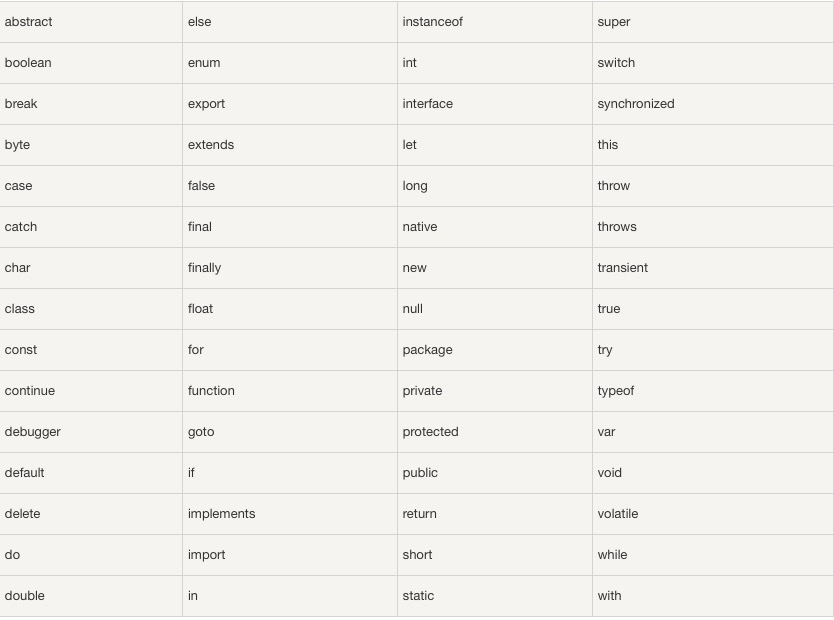 abstract else instanceof super
boolean enum int switch
break export interface synchronized
byte extends let this
case false long throw
catch final native throws
char finally new transient
class float null true
const for package try
continue function private typeof
debugger goto protected var
default if public void
delete implements return volatile
do import short while
double in static with